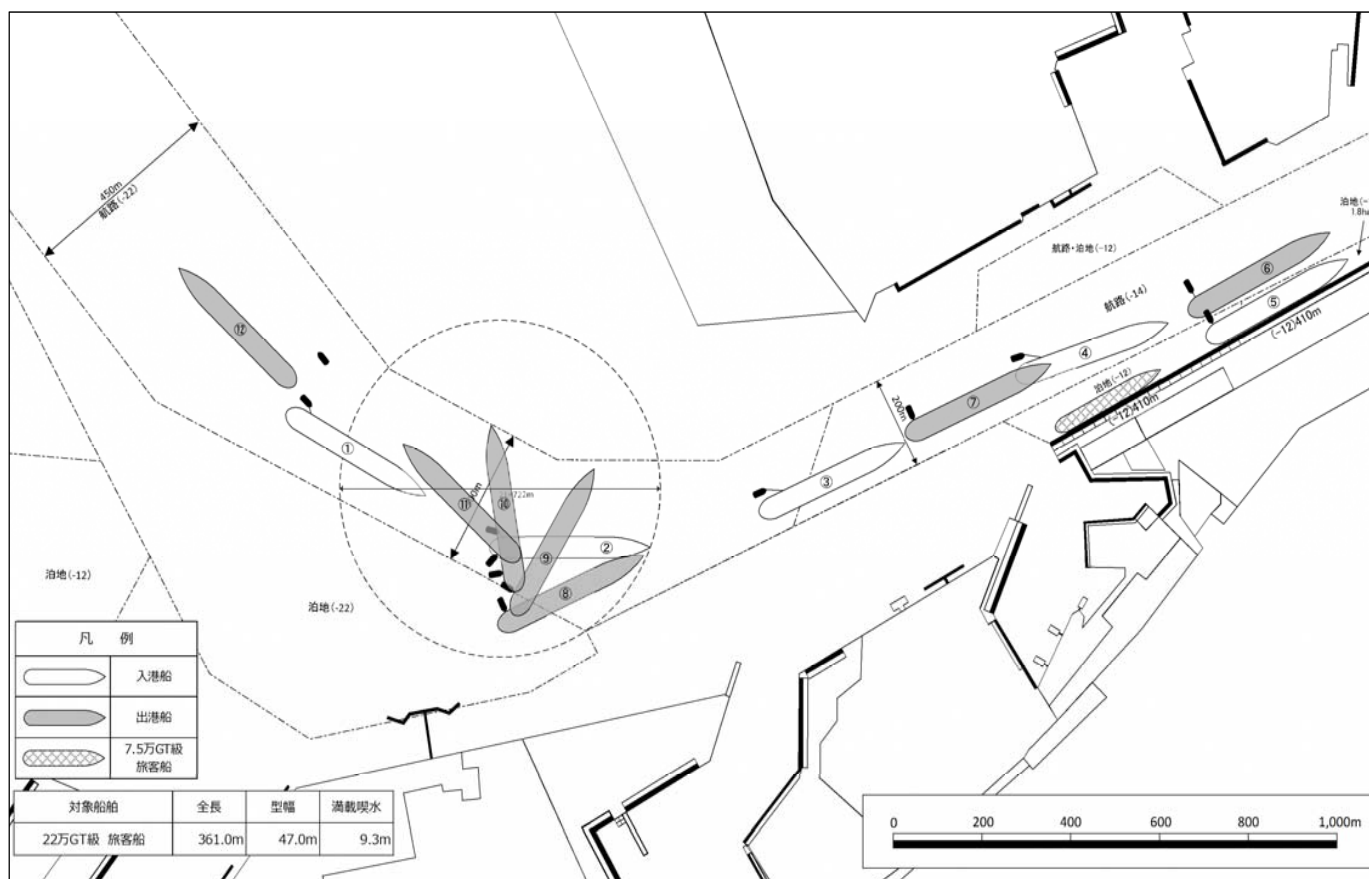 450m
航路(-22)
泊地(-
1.8h
航路・泊地(-12)
⑥
航路(-14)
⑤
(-12)410m
⑫
④
泊地(-12)
200m
⑦
(-12)410m
①
③
722m
⑪
⑩
②
⑨
⑧
泊地(-12)
泊地(-22)
凡 例
入港船
出港船
7.5万GT級
旅客船
対象船舶 全長 型幅 満載喫水
22万GT級 旅客船 361.0m 47.0m 9.3m
0 200 400 600 800 1,000m